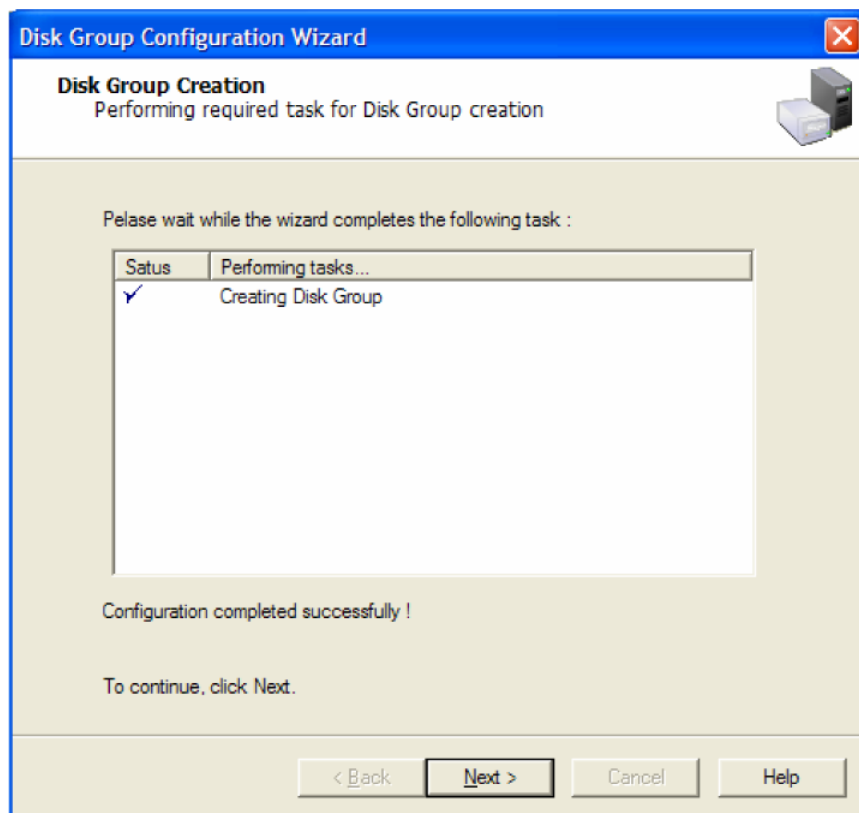 Disk Group Configuration Wizard
Disk Group Creation
Performing required task for Disk Group creation
Pelase wait while the wizard completes the following task :
Satus Performing tasks...
Creating Disk Group
Configuration completed successfully !
To continue, click Next.
< Back Next > Cancel Help